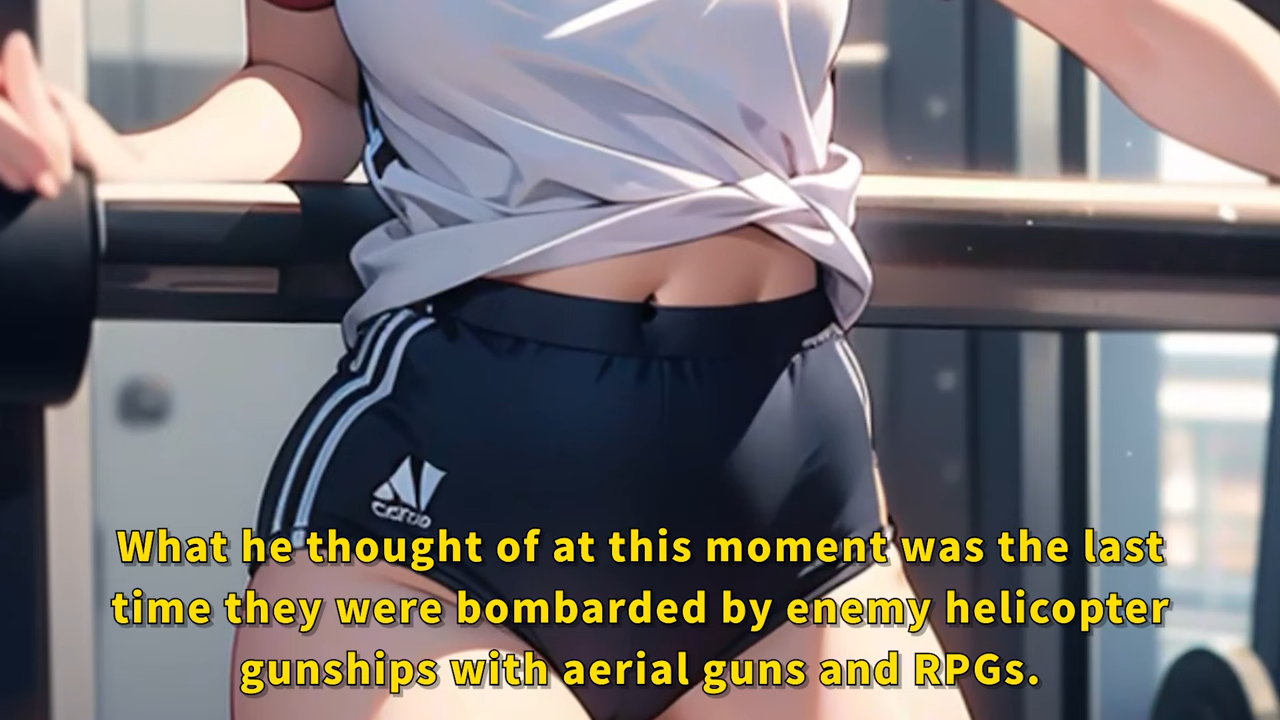 What he thought of at this moment was the last
time they were bombarded by enemy helicopter
gunships with aerial guns and RPGs.